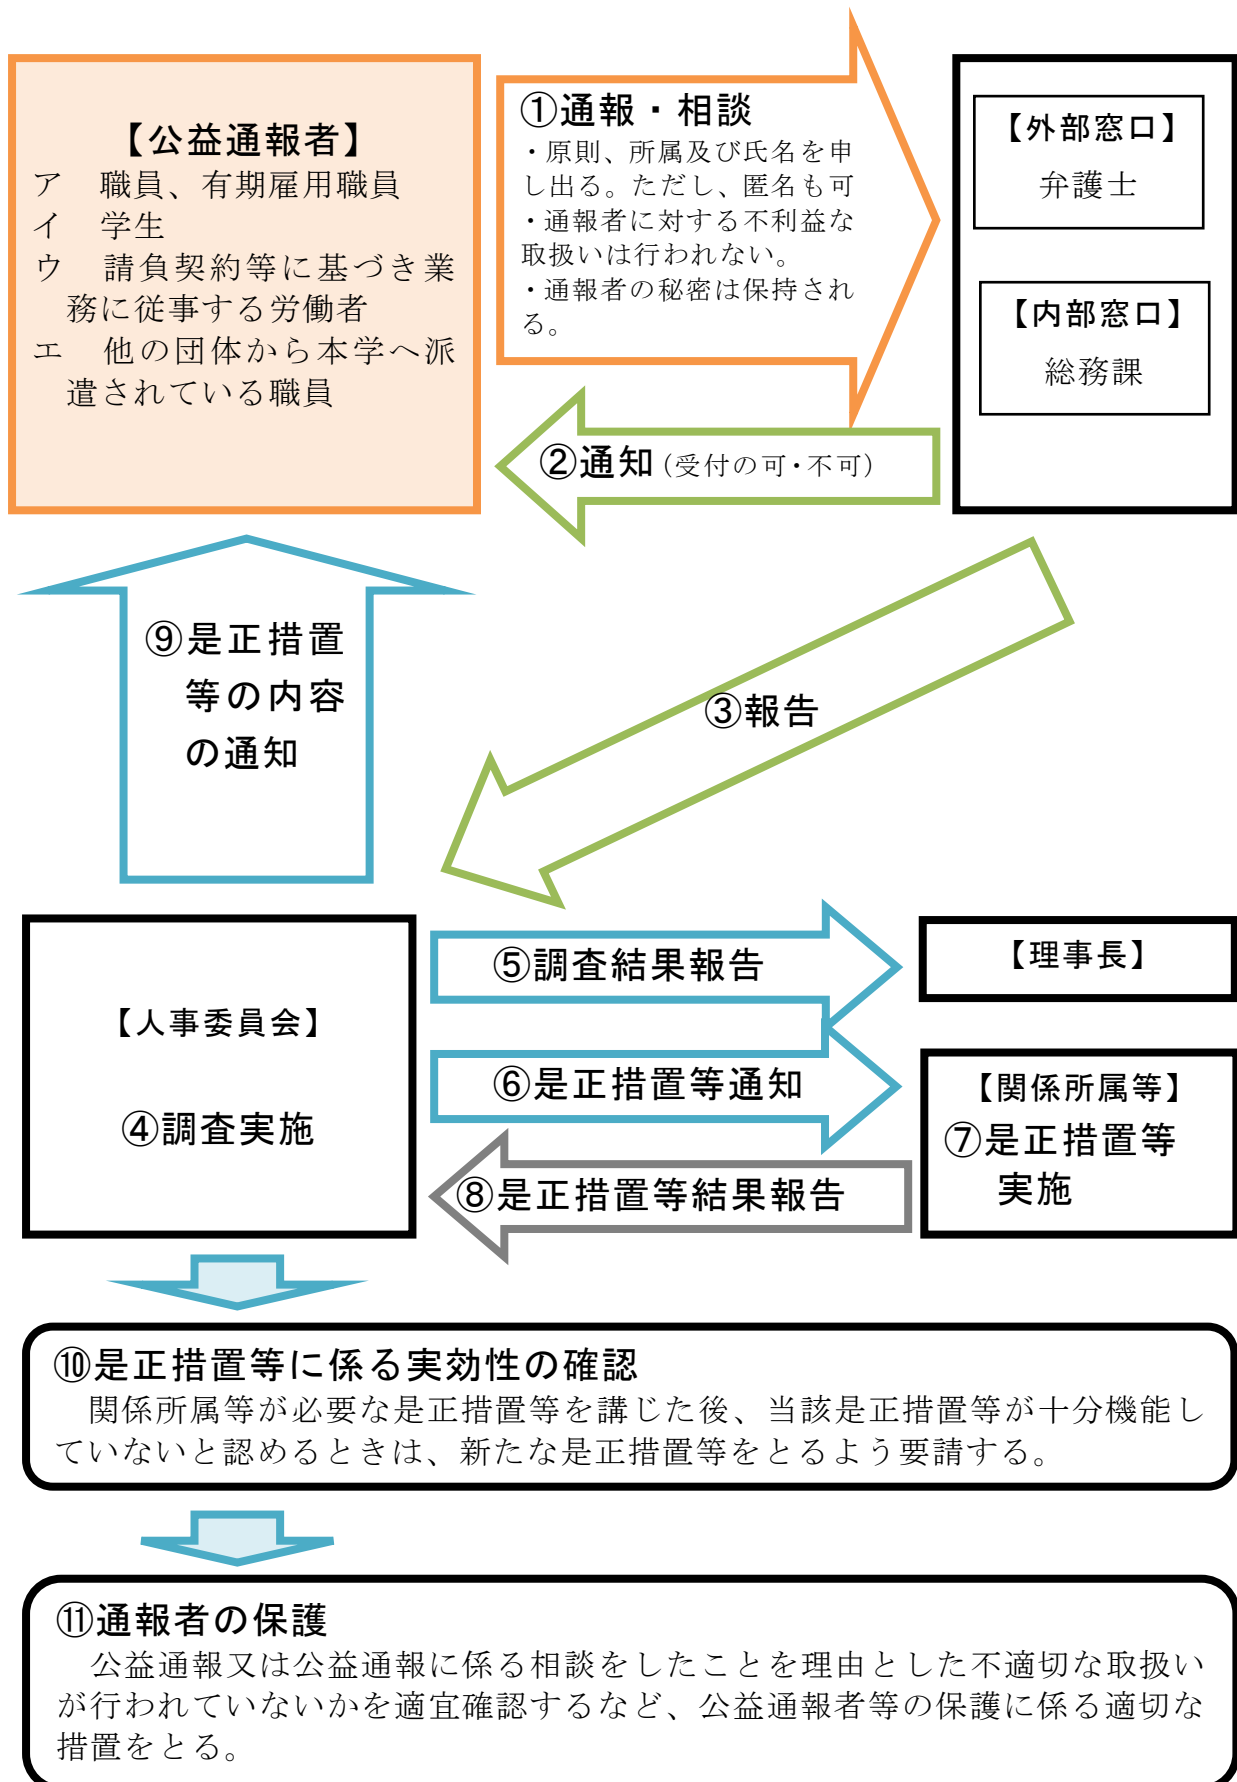 【公益通報者】
ア　職員、有期雇用職員
イ　学生
ウ　請負契約等に基づき業
務に従事する労働者
エ　他の団体から本学へ派
遣されている職員
①通報・相談
・原則、所属及び氏名を申
し出る。ただし、匿名も可
・通報者に対する不利益な
取扱いは行われない。
・通報者の秘密は保持され
る。
【外部窓口】
弁護士
【内部窓口】
総務課
②通知(受付の可・不可)
③報告
⑨是正措置
等の内容
の通知
【人事委員会】
④調査実施
⑤調査結果報告
【理事長】
⑥是正措置等通知
【関係所属等】
⑦是正措置等
実施
⑧是正措置等結果報告
⑩是正措置等に係る実効性の確認
関係所属等が必要な是正措置等を講じた後、当該是正措置等が十分機能し
ていないと認めるときは、新たな是正措置等をとるよう要請する。
⑪通報者の保護
公益通報又は公益通報に係る相談をしたことを理由とした不適切な取扱い
が行われていないかを適宜確認するなど、公益通報者等の保護に係る適切な
措置をとる。